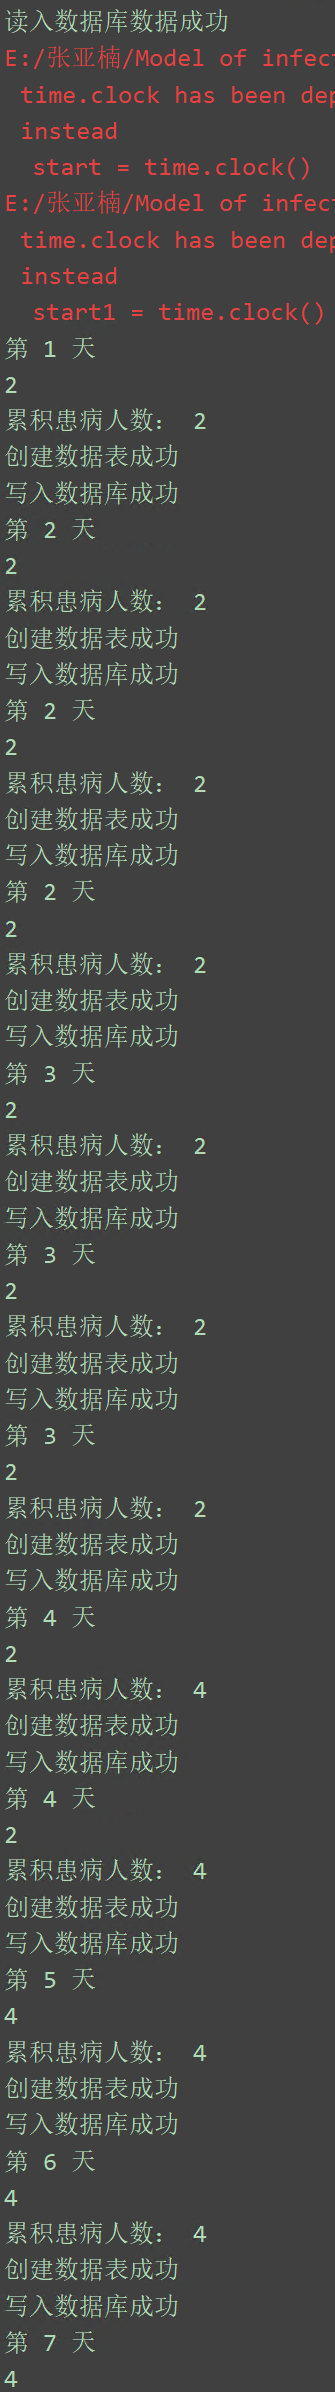 读入数据库数据成功
E:/张亚楠/Model of infect
time.clock has been dep
instead
start = time.clock()
E:/张亚楠/Model of infect
time.clock has been dep
instead
start1 = time.clock()
第 1 天
2
累积患病人数： 2
创建数据表成功
写入数据库成功
第 2 天
2
累积患病人数： 2
创建数据表成功
写入数据库成功
第 2 天
2
累积患病人数： 2
创建数据表成功
写入数据库成功
第 2 天
2
累积患病人数： 2
创建数据表成功
写入数据库成功
第 3 天
2
累积患病人数： 2
创建数据表成功
写入数据库成功
第 3 天
2
累积患病人数： 2
创建数据表成功
写入数据库成功
第 3 天
2
累积患病人数： 2
创建数据表成功
写入数据库成功
第 4 天
2
累积患病人数： 4
创建数据表成功
写入数据库成功
第 4 天
2
累积患病人数： 4
创建数据表成功
写入数据库成功
第 5 天
4
累积患病人数： 4
创建数据表成功
写入数据库成功
第 6 天
4
累积患病人数： 4
创建数据表成功
写入数据库成功
第 7 天
4